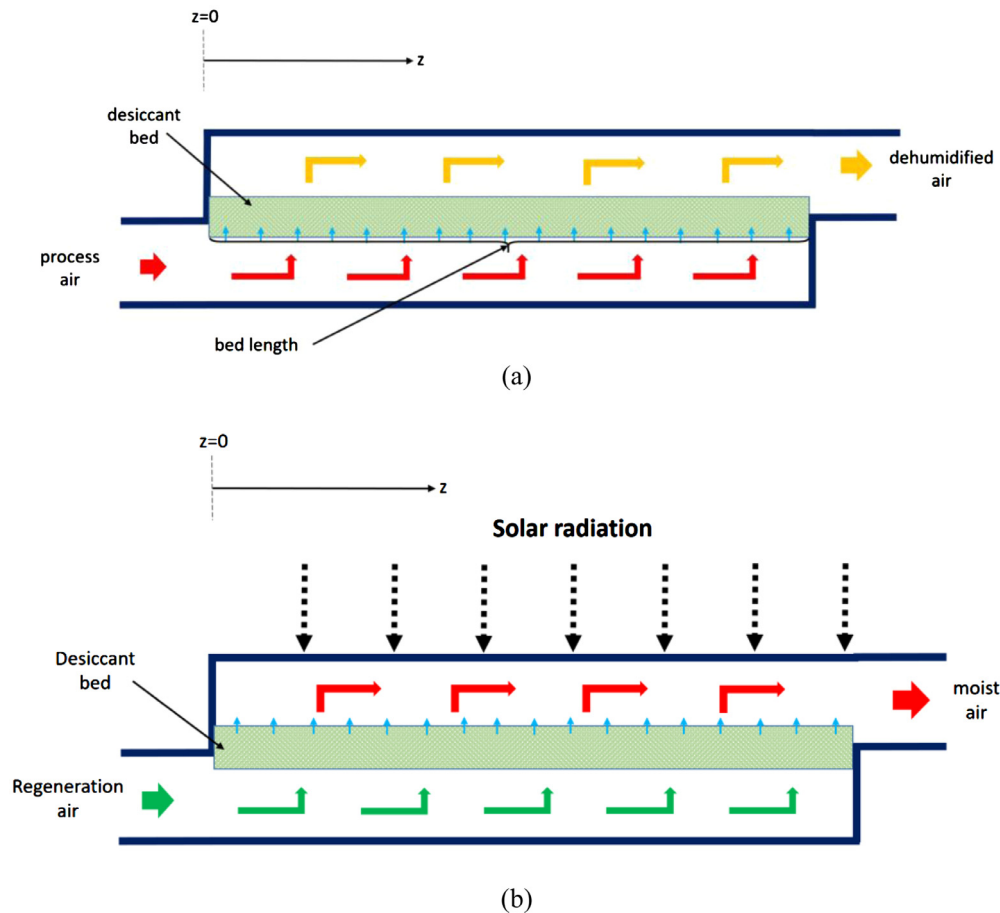 z=0
z
desiccant
bed
dehumidified
air
process
air
bed length
(a)
z=0
z
Solar radiation
Desiccant
bed
moist
air
Regeneration
air
(b)